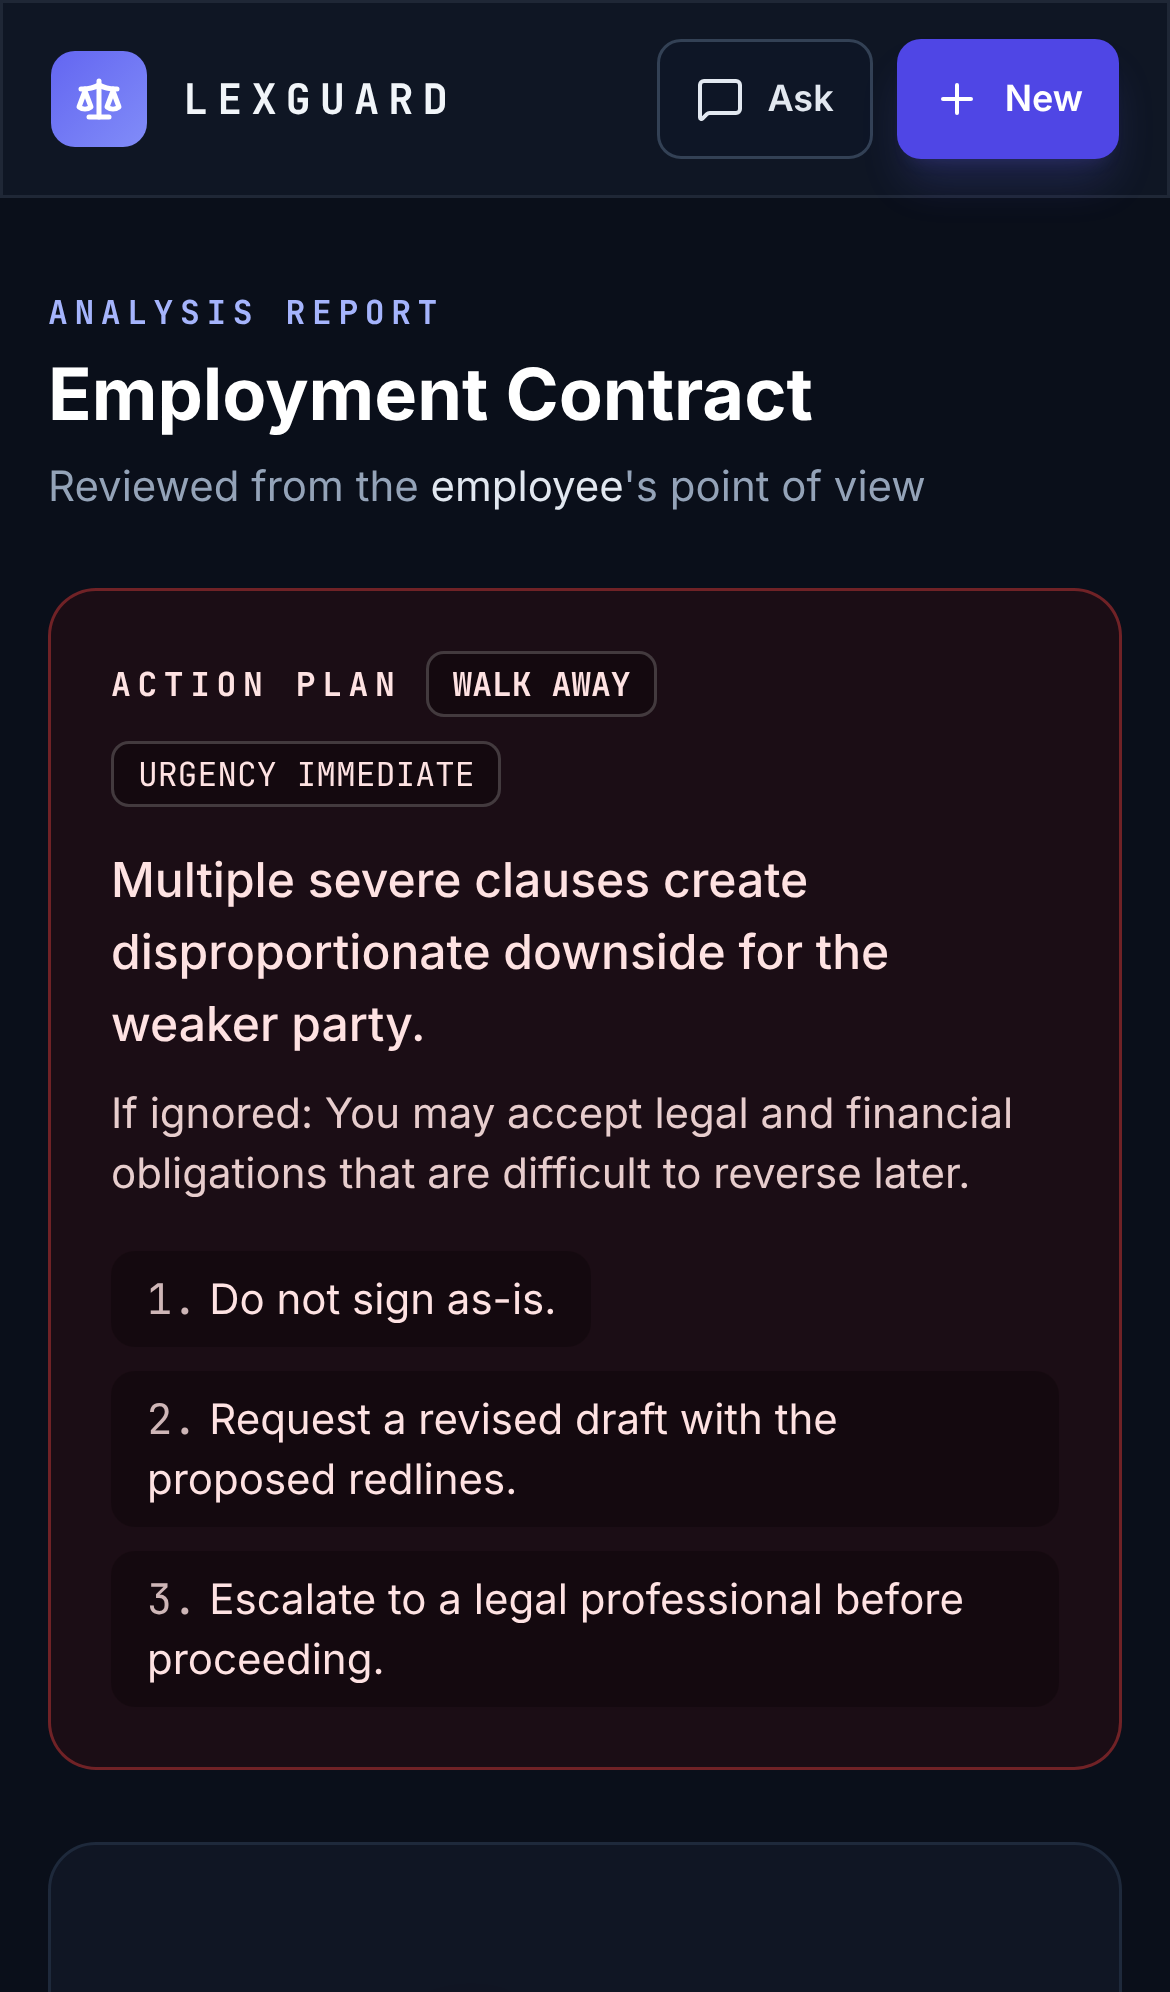 LEXGUARD
Ask
New
ANALYSIS REPORT
Employment Contract
Reviewed from the employee's point of view
ACTION PLAN WALK AWAY
URGENCY IMMEDIATE
Multiple severe clauses create
disproportionate downside for the
weaker party.
If ignored: You may accept legal and financial
obligations that are difficult to reverse later.
1. Do not sign as-is.
2. Request a revised draft with the
proposed redlines.
3. Escalate to a legal professional before
proceeding.